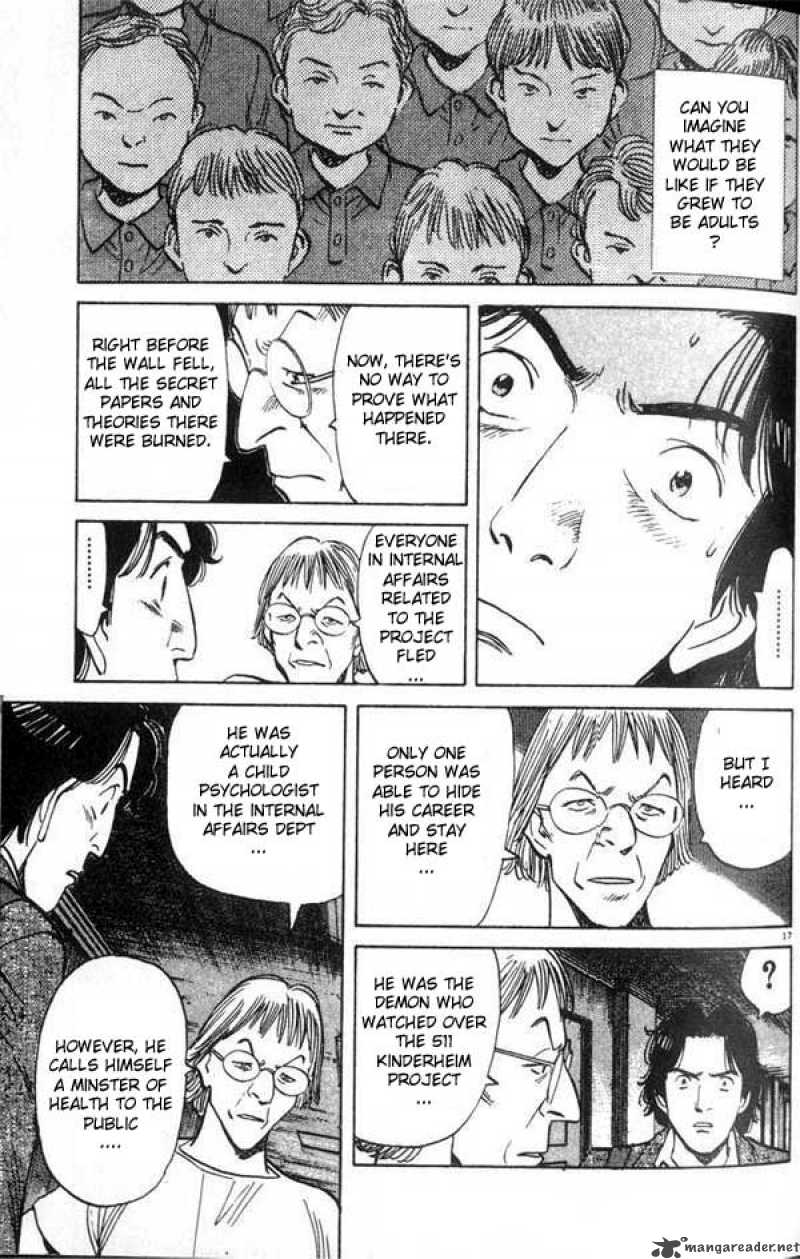 CAN YOU
IMAGINE
WHAT THEY
WOULD BE
LIKE IF THEY
GREW TO
BE ADULTS
?
NOW, THERE'S
NO WAY TO
PROVE WHAT
HAPPENED
THERE.
RIGHT BEFORE
THE WALL FELL,
ALL THE SECRET
PAPERS AND
THEORIES THERE
WERE BURNED.
.........
EVERYONE
IN INTERNAL
AFFAIRS
RELATED
TO THE
PROJECT
FLED
...
.........
BUT I
HEARD
...
ONLY ONE
PERSON WAS
ABLE TO HIDE
HIS CAREER
AND STAY
HERE
...
17
?
HE WAS THE
DEMON WHO
WATCHED OVER
THE 511
KINDERHEIM
PROJECT
...
HE WAS
ACTUALLY
A CHILD
PSYCHOLOGIST
IN THE INTERNAL
AFFAIRS DEPT
...
HOWEVER, HE
CALLS HIMSELF
A MINSTER OF
HEALTH TO THE
PUBLIC
....
mangareader.net